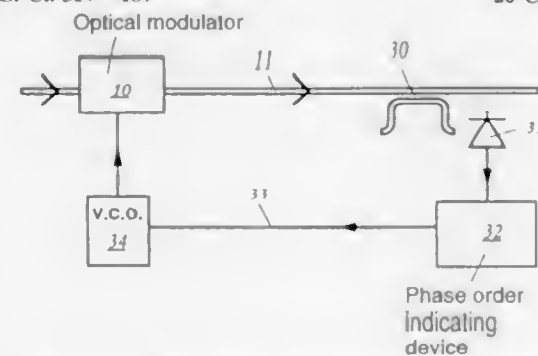 Optical modulator
10
11
30
33
V.C.O.
34
32
Phase order
Indicating
device